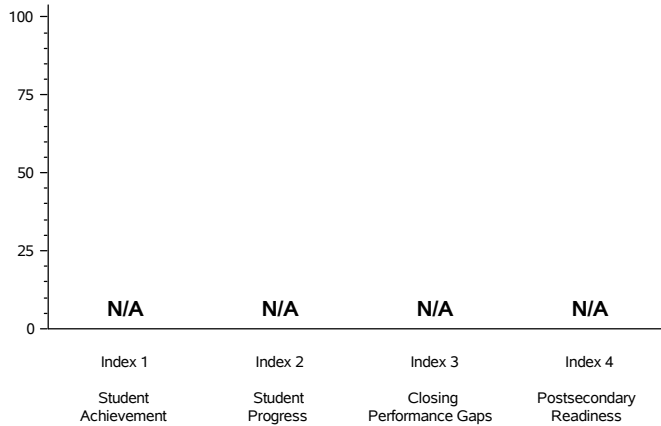 100
75
50
25
0
N/A N/A N/A N/A
Index 1 Index 2 Index 3 Index 4
Student Student Closing Postsecondary
Achievement Progress Performance Gaps Readiness